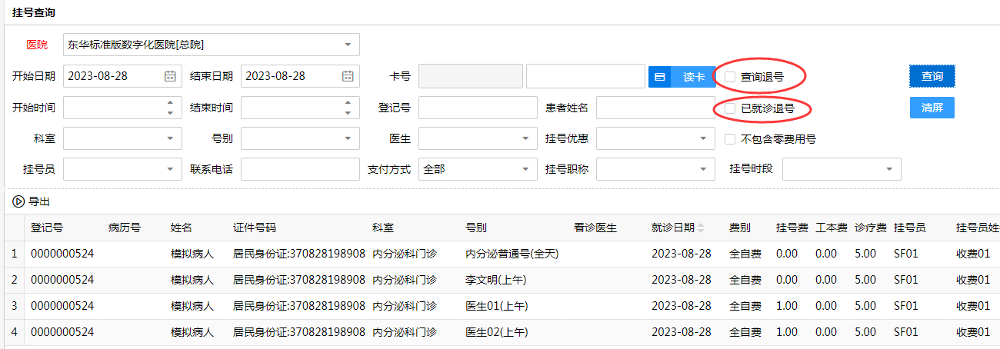 挂号查询
医院 东华标准版数字化医院[总院]
开始日期 2023-08-28 结束日期 2023-08-28 卡号 读卡 查询退号 查询
开始时间 结束时间 登记号 患者姓名 已就诊退号 清屏
科室 号别 医生 挂号优惠 不包含零费用号
挂号员 联系电话 支付方式 全部 挂号职称 挂号时段
导出
登记号 病历号 姓名 证件号码 科室 号别 看诊医生 就诊日期 费别 挂号费 工本费 诊疗费 挂号员 挂号员姓
1 0000000524 模拟病人 居民身份证:370828198908 内分泌科门诊 内分泌普通号(全天) 2023-08-28 全自费 0.00 0.00 5.00 SF01 收费01
2 0000000524 模拟病人 居民身份证:370828198908 内分泌科门诊 李文明(上午) 2023-08-28 全自费 0.00 0.00 5.00 SF01 收费01
3 0000000524 模拟病人 居民身份证:370828198908 内分泌科门诊 医生01(上午) 2023-08-28 全自费 1.00 0.00 5.00 SF01 收费01
4 0000000524 模拟病人 居民身份证:370828198908 内分泌科门诊 医生02(上午) 2023-08-28 全自费 1.00 0.00 5.00 SF01 收费01